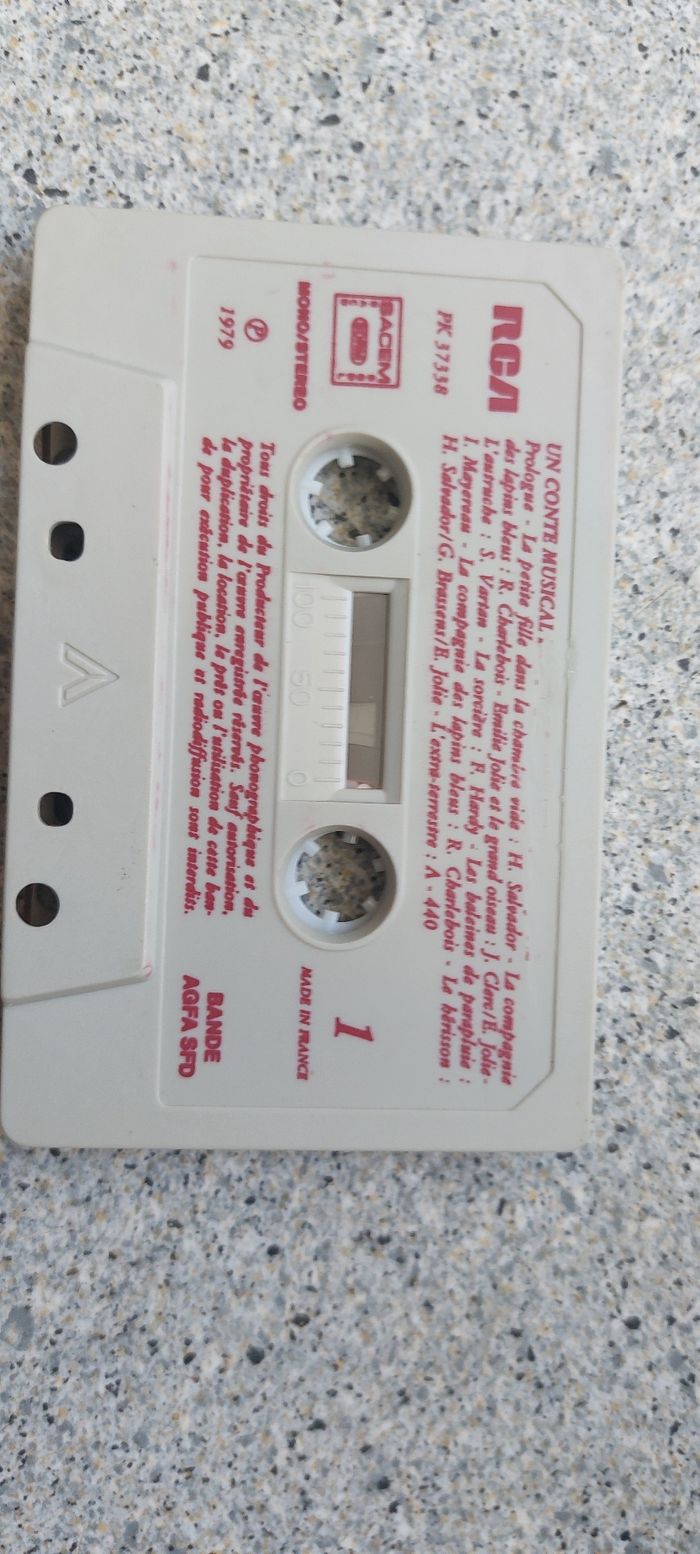 RCA
UN CONTE MUSICAL.
Prologue - La petite fille dans la chambre vide : H. Salvador - La compagnie
des lapins bleus : R. Charlebois - Emilie Jolie et le grand oiseau : J. Clerc/E. Jolie -
L'autruche : S. Vartan - La sorcière : F. Hardy - Les baleines de parapluie :
I. Mayereau - La compagnie des lapins bleus : R. Charlebois - Le hérisson :
H. Salvador/G. Brassens/E. Jolie - L'extra-terrestre : A - 440
PK 37338
SACEM
MONO/STEREO
Ⓟ
1979
100 50 0
1
MADE IN FRANCE
Tous droits du Producteur de l'œuvre phonographique et du
propriétaire de l'œuvre enregistrée réservés. Sauf autorisation,
la duplication, la location, le prêt ou l'utilisation de cette ban-
de pour exécution publique et radiodiffusion sont interdits.
BANDE
AGFA SFD